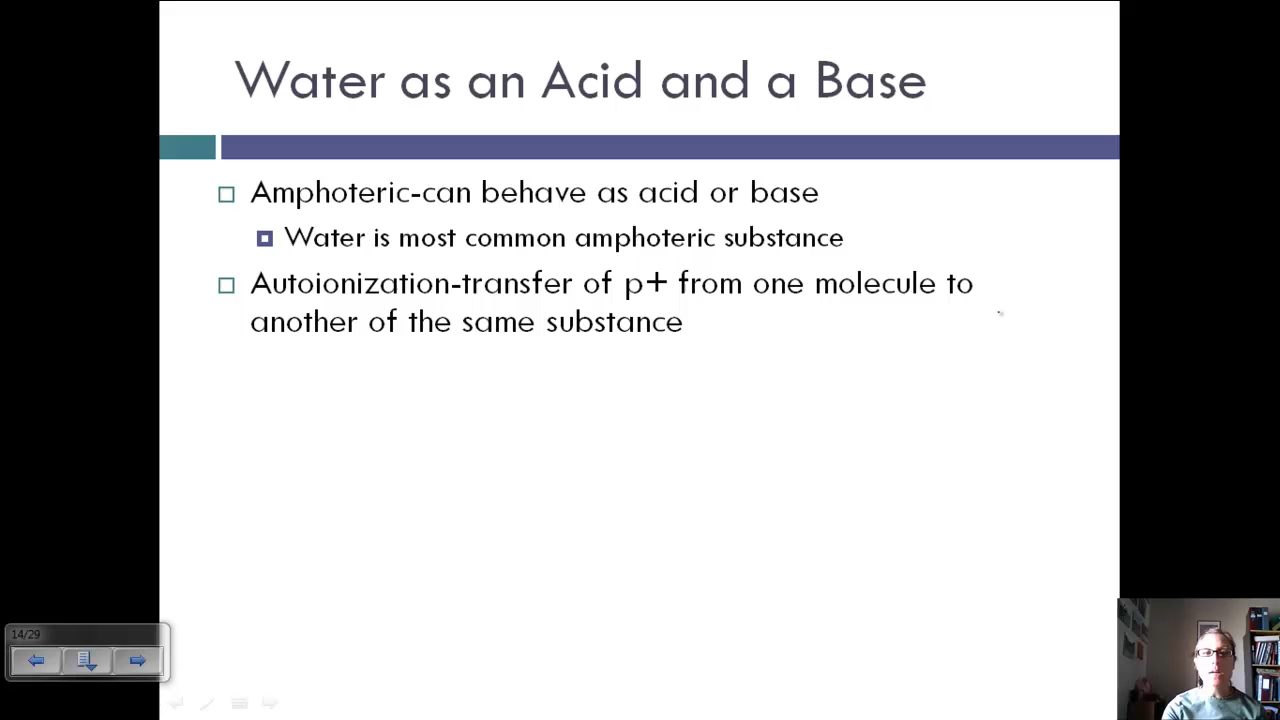 Water as an Acid and a Base
Amphoteric-can behave as acid or base
Water is most common amphoteric substance
Autoionization-transfer of p+ from one molecule to
another of the same substance
14/29